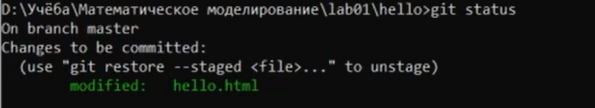 D:\Учёба\Математическое моделирование\lab01\hello>git status
On branch master
Changes to be committed:
  (use "git restore --staged <file>..." to unstage)
        modified:   hello.html